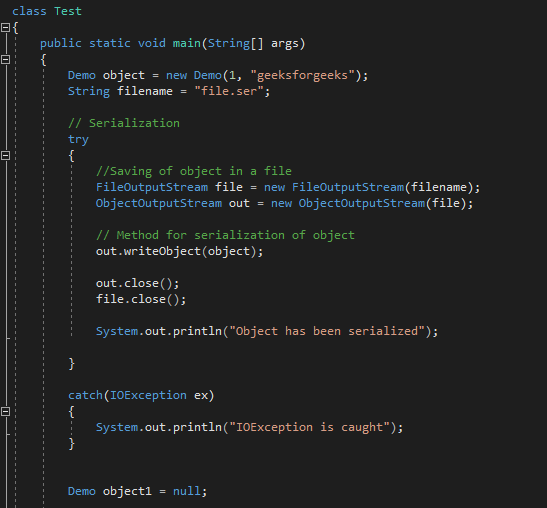 class Test
{
    public static void main(String[] args)
    {
        Demo object = new Demo(1, "geeksforgeeks");
        String filename = "file.ser";

        // Serialization
        try
        {
            //Saving of object in a file
            FileOutputStream file = new FileOutputStream(filename);
            ObjectOutputStream out = new ObjectOutputStream(file);

            // Method for serialization of object
            out.writeObject(object);

            out.close();
            file.close();

            System.out.println("Object has been serialized");

        }

        catch(IOException ex)
        {
            System.out.println("IOException is caught");
        }


        Demo object1 = null;